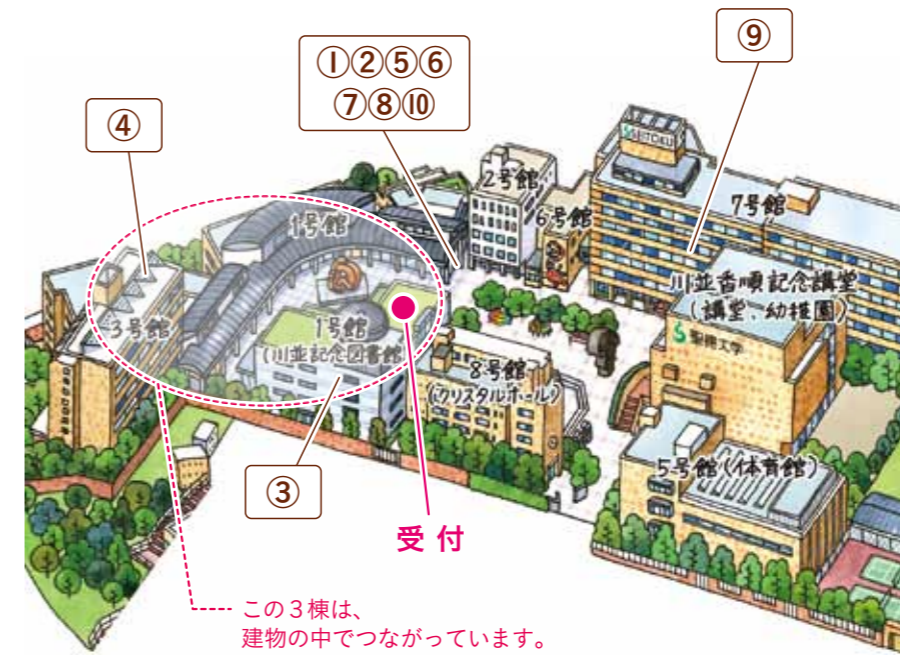 ⑨
①②⑤⑥
⑦⑧⑩
④
SEITOKU
2号館
6号館
7号館
1号館
川並香順記念講堂
(講堂、幼稚園)
3号館
1号館
(川並記念図書館
聖徳大学
8号館
(クリスタルホール)
5号館(体育館)
③
受付
この3棟は、
建物の中でつながっています。